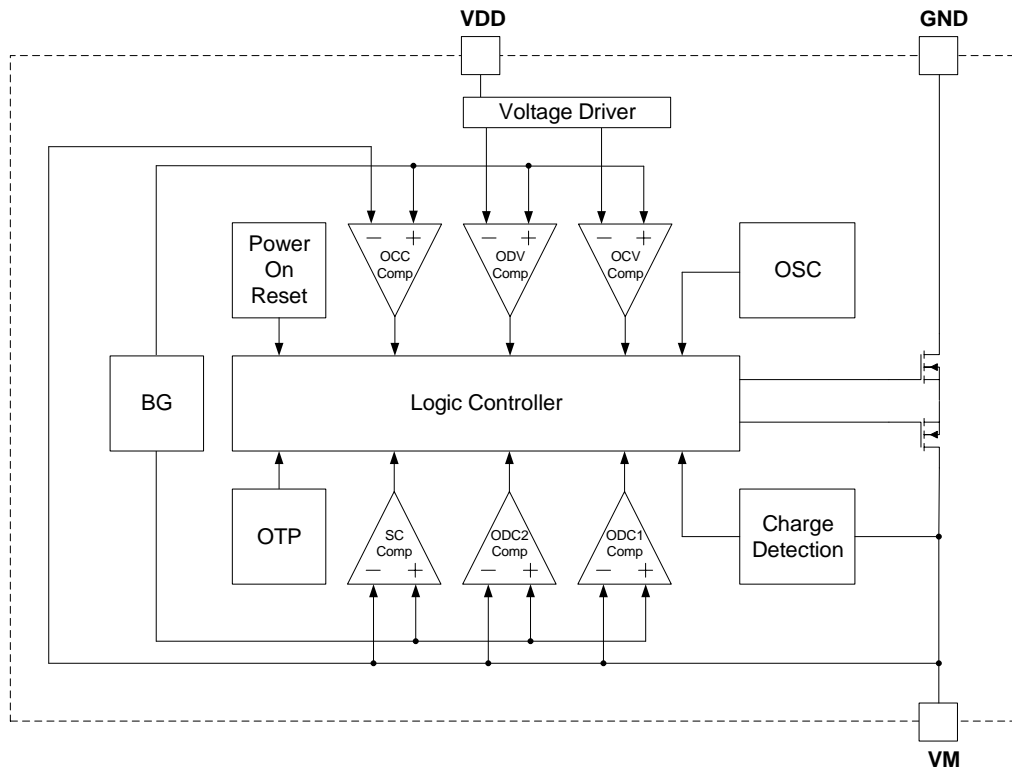 VDD
GND
Voltage Driver
− +
− +
− +
OCC
Comp
ODV
Comp
OCV
Comp
Power
On
Reset
OSC
BG
Logic Controller
OTP
SC
Comp
ODC2
Comp
ODC1
Comp
− +
− +
− +
Charge
Detection
VM